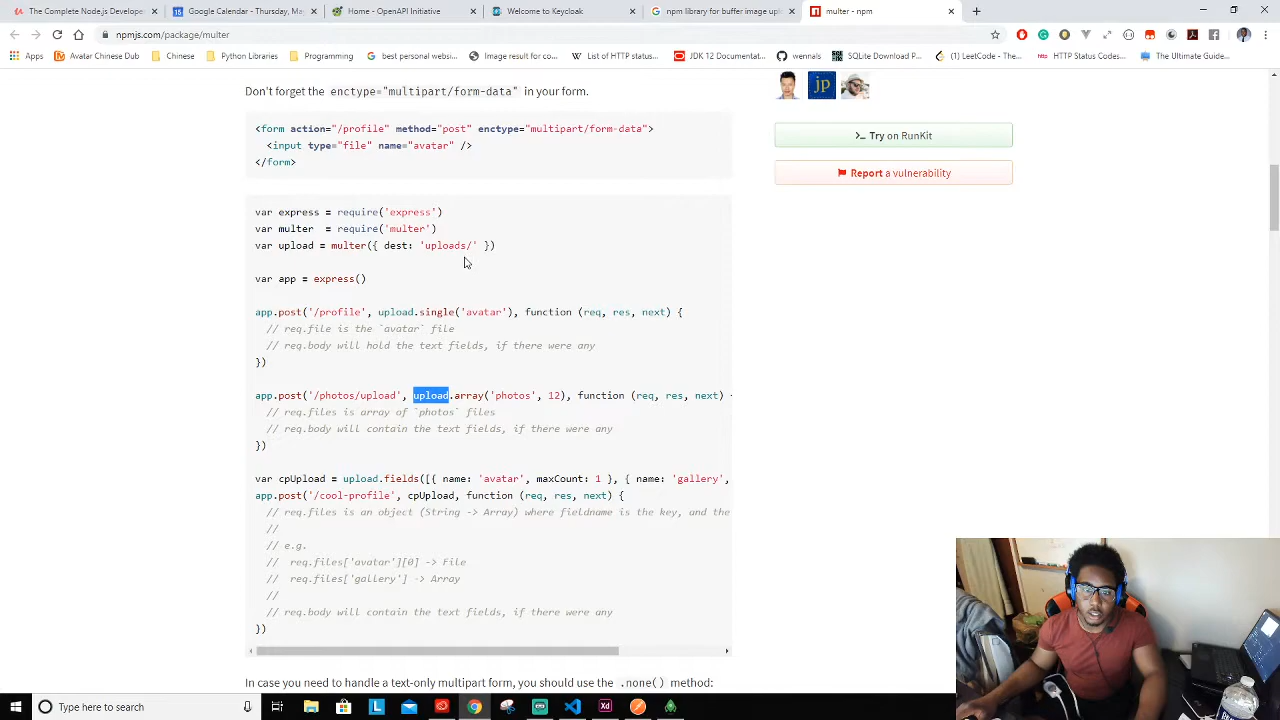 The Complete Node.js Develope
Google Calendar - Thursday, Ma
Home - OpenAPI Initiative
Welcome to Keycloak
npm library for buffer image upl
multer - npm
npmjs.com/package/multer
Apps
Avatar Chinese Dub
Chinese
Python Libraries
Programming
best personal websi...
Simple Image Galler...
List of HTTP status...
JDK 12 Documentat...
wennals
SQLite Download P...
(1) LeetCode - The...
HTTP Status Codes...
The Ultimate Guide...
Don't forget the enctype="multipart/form-data" in your form.
<form action="/profile" method="post" enctype="multipart/form-data">
<input type="file" name="avatar" />
</form>
jp
Try on RunKit
Report a vulnerability
var express = require('express')
var multer  = require('multer')
var upload = multer({ dest: 'uploads/' })
var app = express()
app.post('/profile', upload.single('avatar'), function (req, res, next) {
// req.file is the `avatar` file
// req.body will hold the text fields, if there were any
})
app.post('/photos/upload', upload.array('photos', 12), function (req, res, next) {
// req.files is array of `photos` files
// req.body will contain the text fields, if there were any
})
var cpUpload = upload.fields([{ name: 'avatar', maxCount: 1 }, { name: 'gallery',
app.post('/cool-profile', cpUpload, function (req, res, next) {
// req.files is an object (String -> Array) where fieldname is the key, and the
//
// e.g.
//  req.files['avatar'][0] -> File
//  req.files['gallery'] -> Array
//
// req.body will contain the text fields, if there were any
})
In case you need to handle a text-only multipart form, you should use the .none() method:
Type here to search